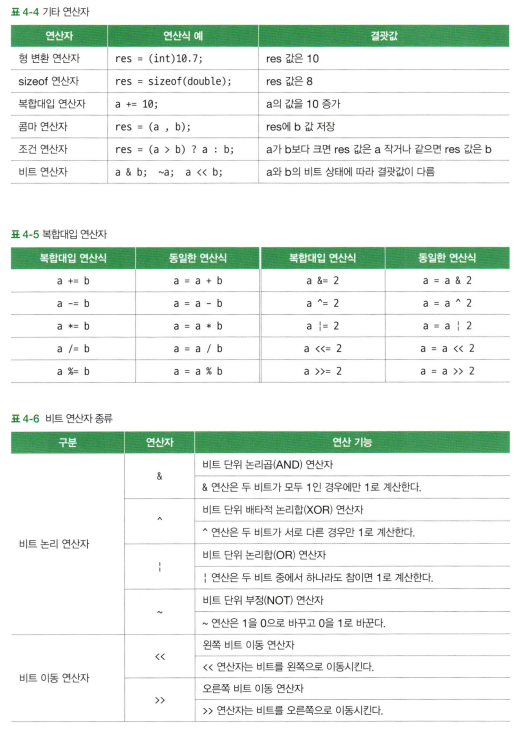 표 4-4 기타 연산자
연산자 연산식 예 결괏값
형 변환 연산자 res = (int)10.7; res 값은 10
sizeof 연산자 res = sizeof(double); res 값은 8
복합대입 연산자 a += 10; a의 값을 10 증가
콤마 연산자 res = (a , b); res에 b 값 저장
조건 연산자 res = (a > b) ? a : b; a가 b보다 크면 res 값은 a 작거나 같으면 res 값은 b
비트 연산자 a & b; ~a; a << b; a와 b의 비트 상태에 따라 결괏값이 다름
표 4-5 복합대입 연산자
복합대입 연산식 동일한 연산식 복합대입 연산식 동일한 연산식
a += b a = a + b a &= 2 a = a & 2
a -= b a = a - b a ^= 2 a = a ^ 2
a *= b a = a * b a ¦= 2 a = a ¦ 2
a /= b a = a / b a <<= 2 a = a << 2
a %= b a = a % b a >>= 2 a = a >> 2
표 4-6 비트 연산자 종류
구분 연산자 연산 기능
비트 논리 연산자
&
비트 단위 논리곱(AND) 연산자
& 연산은 두 비트가 모두 1인 경우에만 1로 계산한다.
^
비트 단위 배타적 논리합(XOR) 연산자
^ 연산은 두 비트가 서로 다른 경우만 1로 계산한다.
¦
비트 단위 논리합(OR) 연산자
¦ 연산은 두 비트 중에서 하나라도 참이면 1로 계산한다.
~
비트 단위 부정(NOT) 연산자
~ 연산은 1을 0으로 바꾸고 0을 1로 바꾼다.
비트 이동 연산자
<<
왼쪽 비트 이동 연산자
<< 연산자는 비트를 왼쪽으로 이동시킨다.
>>
오른쪽 비트 이동 연산자
>> 연산자는 비트를 오른쪽으로 이동시킨다.